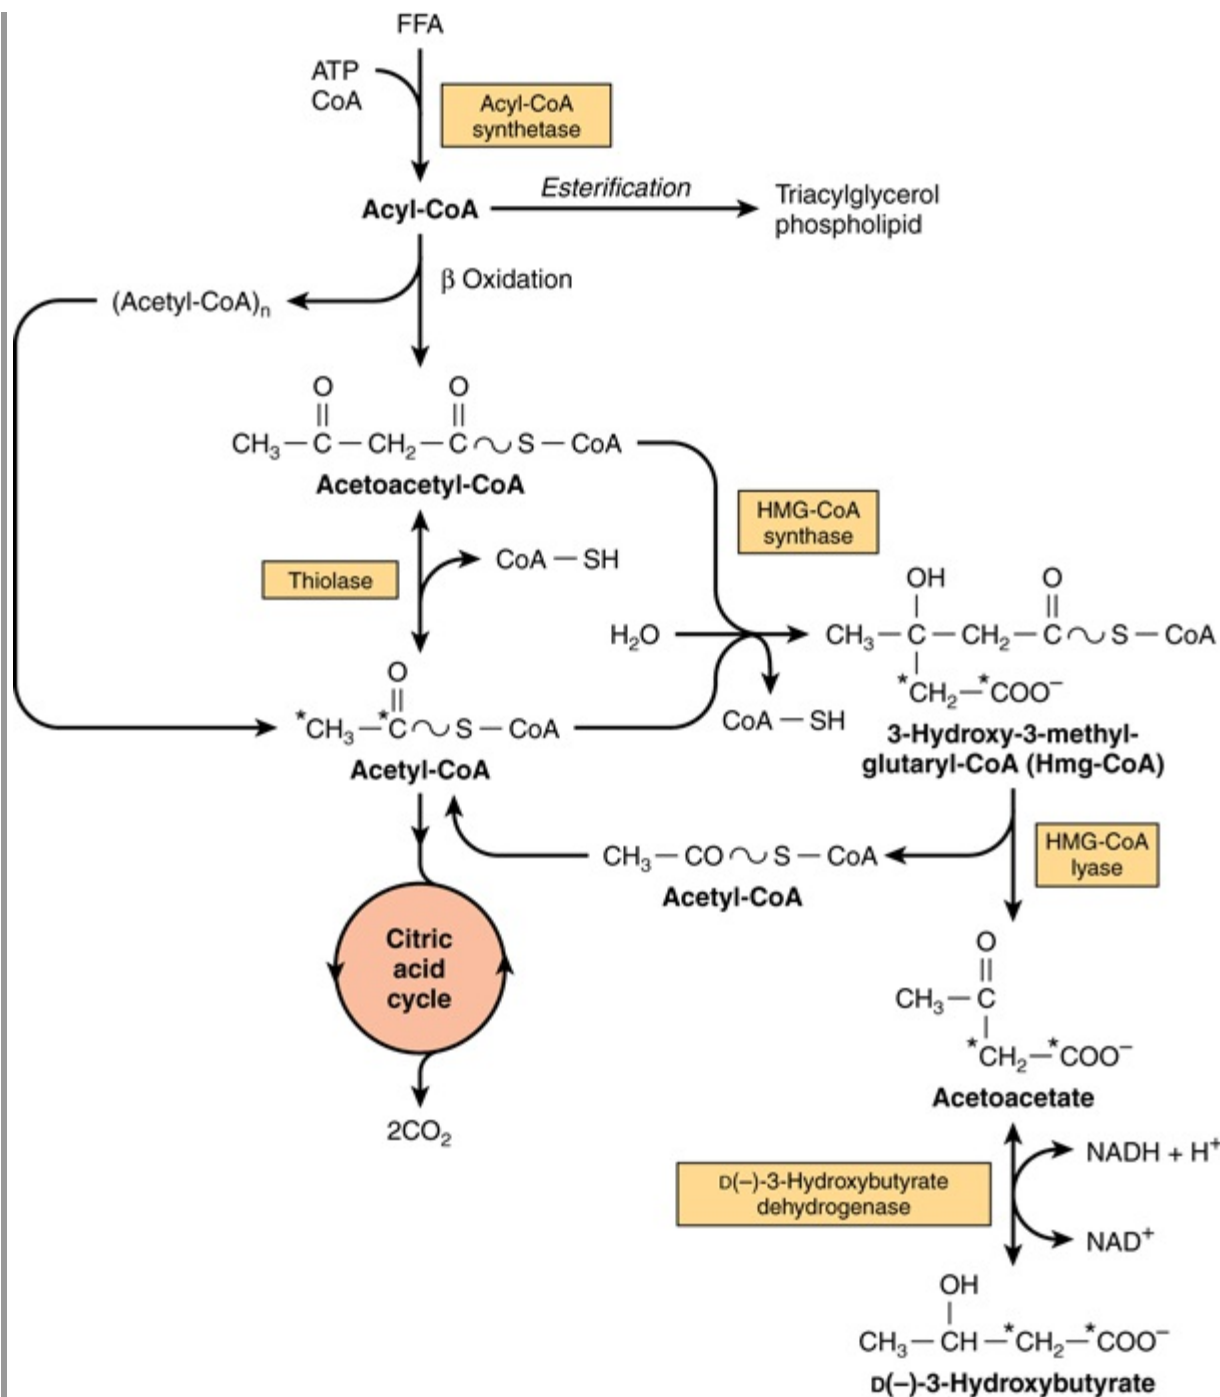 FFA
ATP
CoA
Acyl-CoA
synthetase
Acyl-CoA
Esterification
Triacylglycerol
phospholipid
β Oxidation
(Acetyl-CoA)n
O O
||  ||
CH3—C—CH2—C~S—CoA
Acetoacetyl-CoA
HMG-CoA
synthase
Thiolase
CoA—SH
OH O
H2O
CH3—C—CH2—C~S—CoA
*CH2—*COO−
O
*CH3—*C~S—CoA
CoA—SH
3-Hydroxy-3-methyl-
glutaryl-CoA (Hmg-CoA)
Acetyl-CoA
CH3—CO~S—CoA
Acetyl-CoA
HMG-CoA
lyase
Citric
acid
cycle
O
CH3—C
*CH2—*COO−
Acetoacetate
2CO2
NADH + H+
D(−)-3-Hydroxybutyrate
dehydrogenase
NAD+
OH
CH3—CH—*CH2—*COO−
D(−)-3-Hydroxybutyrate